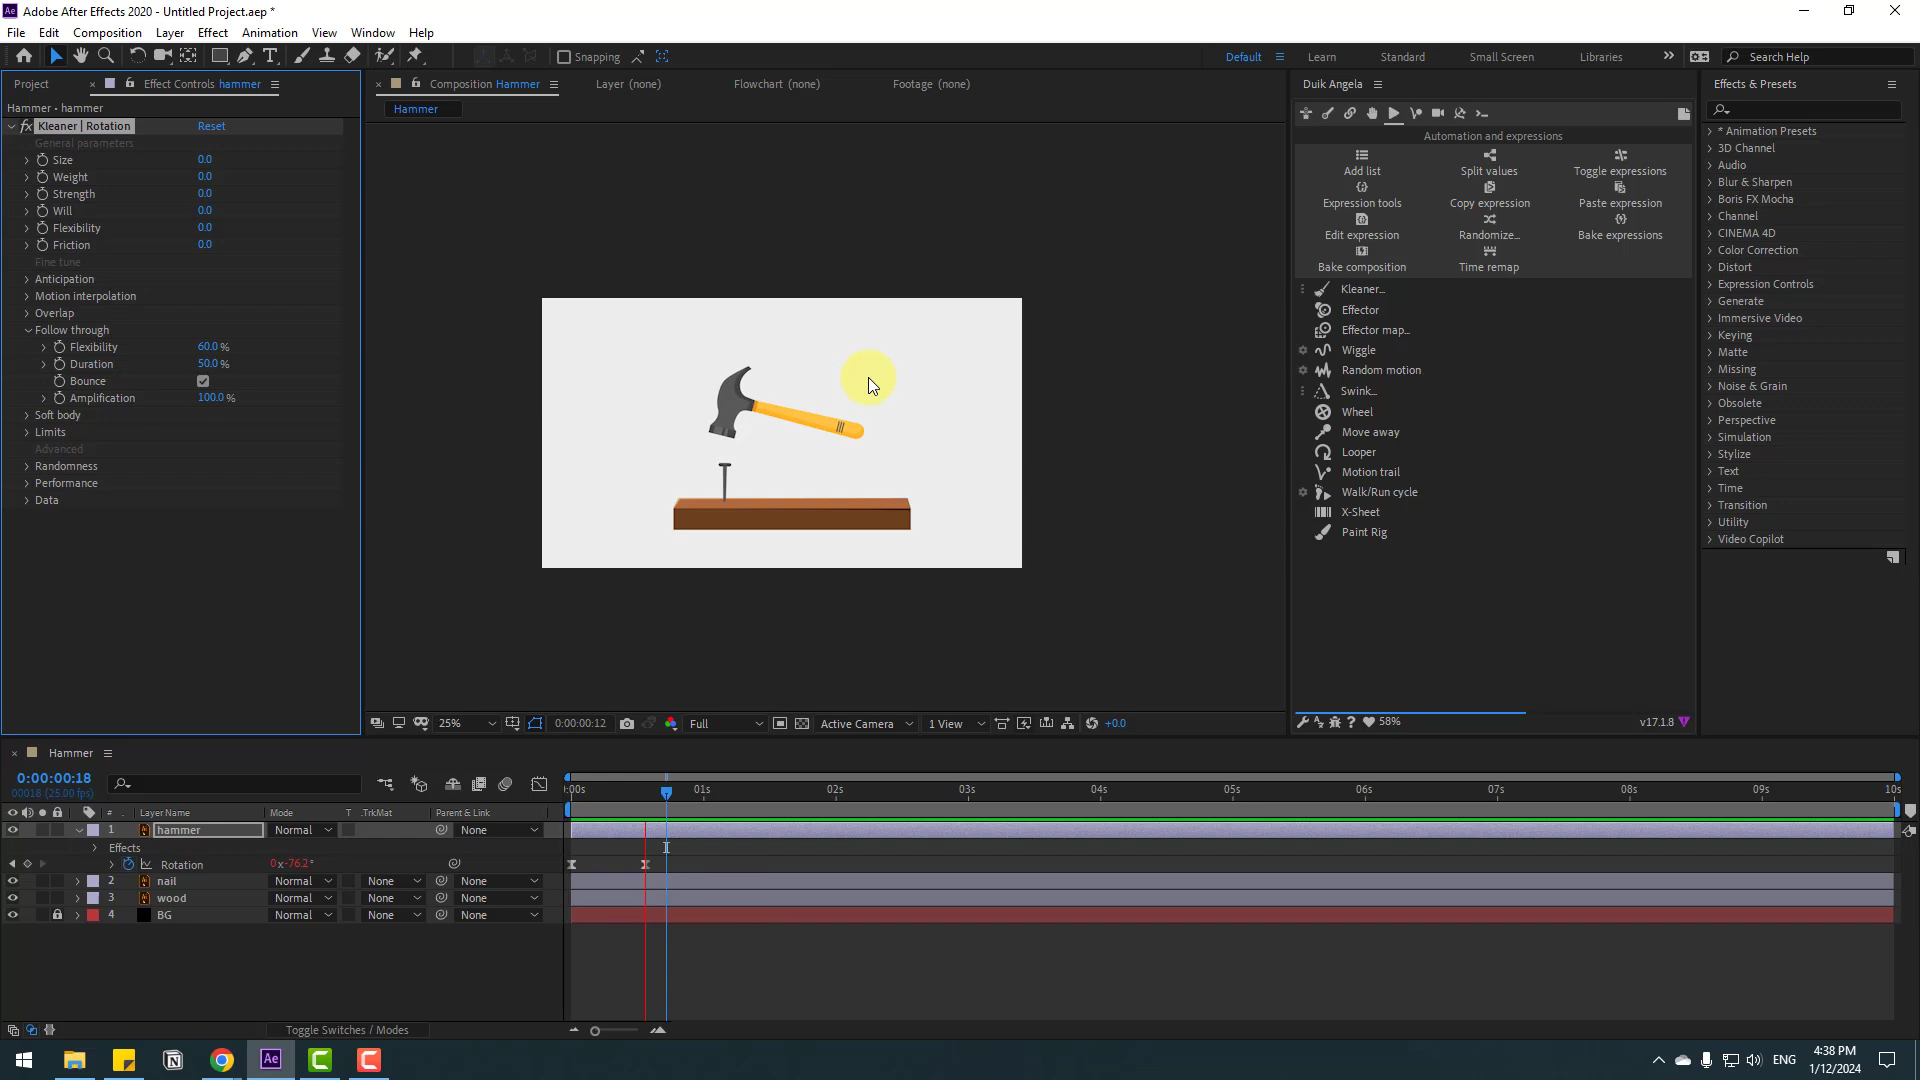 Adobe After Effects 2020 - Untitled Project.aep *
File Edit Composition Layer Effect Animation View Window Help
Snapping Default Learn Standard Small Screen Libraries Search Help
Project Effect Controls hammer
Hammer • hammer
fx Kleaner | Rotation Reset
General parameters
Size 0.0
Weight 0.0
Strength 0.0
Will 0.0
Flexibility 0.0
Friction 0.0
Fine tune
Anticipation
Motion interpolation
Overlap
Follow through
Flexibility 60.0 %
Duration 50.0 %
Bounce
Amplification 100.0 %
Soft body
Limits
Advanced
Randomness
Performance
Data
Composition Hammer Layer (none) Flowchart (none) Footage (none)
Hammer
25% 0:00:00:12 Full Active Camera 1 View +0.0
Duik Angela
Automation and expressions
Add list Split values Toggle expressions
Expression tools Copy expression Paste expression
Edit expression Randomize... Bake expressions
Bake composition Time remap
Kleaner...
Effector
Effector map...
Wiggle
Random motion
Swink...
Wheel
Move away
Looper
Motion trail
Walk/Run cycle
X-Sheet
Paint Rig
58% v17.1.8
Effects & Presets
* Animation Presets
3D Channel
Audio
Blur & Sharpen
Boris FX Mocha
Channel
CINEMA 4D
Color Correction
Distort
Expression Controls
Generate
Immersive Video
Keying
Matte
Missing
Noise & Grain
Obsolete
Perspective
Simulation
Stylize
Text
Time
Transition
Utility
Video Copilot
Hammer
0:00:00:18
00018 (25.00 fps)
# Layer Name Mode T .TrkMat Parent & Link
:00s 01s 02s 03s 04s 05s 06s 07s 08s 09s 10s
1 hammer Normal None
Effects
Rotation 0x-76.2°
2 nail Normal None None
3 wood Normal None None
4 BG Normal None None
Toggle Switches / Modes
Ae ENG 4:38 PM
1/12/2024